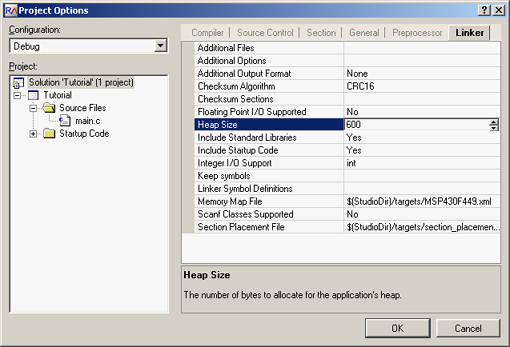 Project Options
Configuration:
Debug
Project:
Solution 'Tutorial' (1 project)
Tutorial
Source Files
main.c
Startup Code
Compiler Source Control Section General Preprocessor Linker
Additional Files
Additional Options
Additional Output Format None
Checksum Algorithm CRC16
Checksum Sections
Floating Point I/O Supported No
Heap Size 600
Include Standard Libraries Yes
Include Startup Code Yes
Integer I/O Support int
Keep symbols
Linker Symbol Definitions
Memory Map File $(StudioDir)/targets/MSP430F449.xml
Scanf Classes Supported No
Section Placement File $(StudioDir)/targets/section_placemen...
Heap Size
The number of bytes to allocate for the application's heap.
OK Cancel